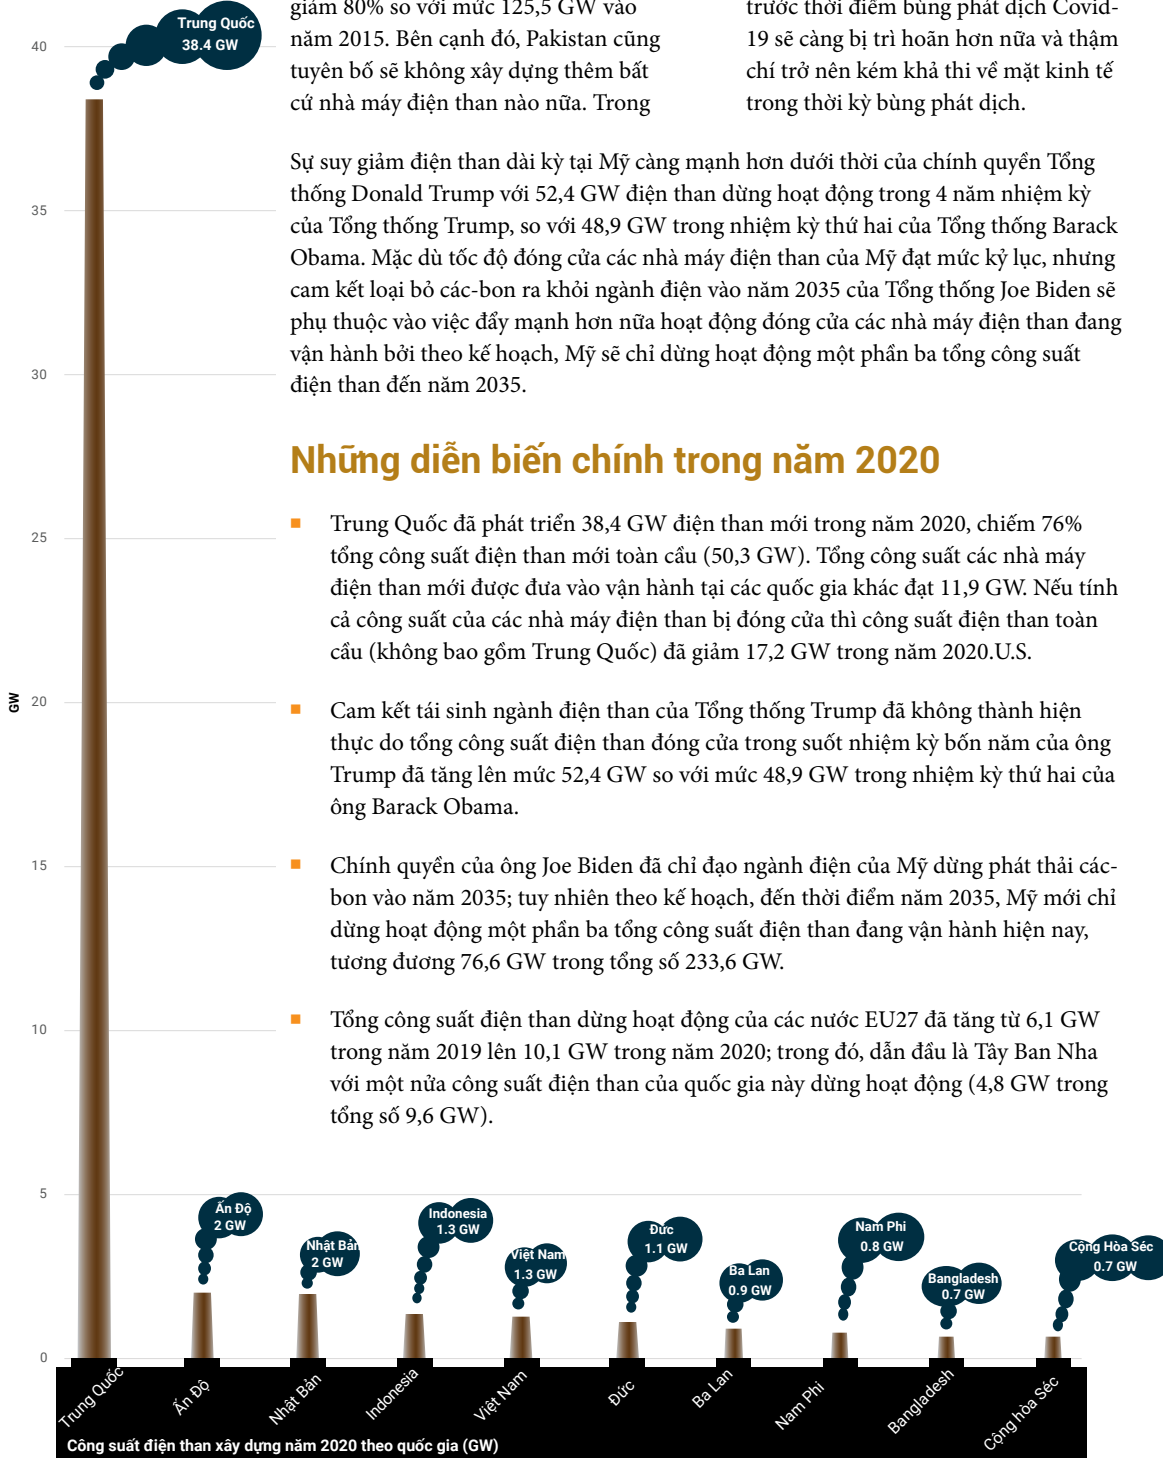 giảm 80% so với mức 125,5 GW vào
năm 2015. Bên cạnh đó, Pakistan cũng
tuyên bố sẽ không xây dựng thêm bất
cứ nhà máy điện than nào nữa. Trong
trước thời điểm bùng phát dịch Covid-
19 sẽ càng bị trì hoãn hơn nữa và thậm
chí trở nên kém khả thi về mặt kinh tế
trong thời kỳ bùng phát dịch.
Sự suy giảm điện than dài kỳ tại Mỹ càng mạnh hơn dưới thời của chính quyền Tổng
thống Donald Trump với 52,4 GW điện than dừng hoạt động trong 4 năm nhiệm kỳ
của Tổng thống Trump, so với 48,9 GW trong nhiệm kỳ thứ hai của Tổng thống Barack
Obama. Mặc dù tốc độ đóng cửa các nhà máy điện than của Mỹ đạt mức kỷ lục, nhưng
cam kết loại bỏ các-bon ra khỏi ngành điện vào năm 2035 của Tổng thống Joe Biden sẽ
phụ thuộc vào việc đẩy mạnh hơn nữa hoạt động đóng cửa các nhà máy điện than đang
vận hành bởi theo kế hoạch, Mỹ sẽ chỉ dừng hoạt động một phần ba tổng công suất
điện than đến năm 2035.
Những diễn biến chính trong năm 2020
Trung Quốc đã phát triển 38,4 GW điện than mới trong năm 2020, chiếm 76%
tổng công suất điện than mới toàn cầu (50,3 GW). Tổng công suất các nhà máy
điện than mới được đưa vào vận hành tại các quốc gia khác đạt 11,9 GW. Nếu tính
cả công suất của các nhà máy điện than bị đóng cửa thì công suất điện than toàn
cầu (không bao gồm Trung Quốc) đã giảm 17,2 GW trong năm 2020.U.S.
Cam kết tái sinh ngành điện than của Tổng thống Trump đã không thành hiện
thực do tổng công suất điện than đóng cửa trong suốt nhiệm kỳ bốn năm của ông
Trump đã tăng lên mức 52,4 GW so với mức 48,9 GW trong nhiệm kỳ thứ hai của
ông Barack Obama.
Chính quyền của ông Joe Biden đã chỉ đạo ngành điện của Mỹ dừng phát thải các-
bon vào năm 2035; tuy nhiên theo kế hoạch, đến thời điểm năm 2035, Mỹ mới chỉ
dừng hoạt động một phần ba tổng công suất điện than đang vận hành hiện nay,
tương đương 76,6 GW trong tổng số 233,6 GW.
Tổng công suất điện than dừng hoạt động của các nước EU27 đã tăng từ 6,1 GW
trong năm 2019 lên 10,1 GW trong năm 2020; trong đó, dẫn đầu là Tây Ban Nha
với một nửa công suất điện than của quốc gia này dừng hoạt động (4,8 GW trong
tổng số 9,6 GW).
GW
40
35
30
25
20
15
10
5
0
Trung Quốc
38.4 GW
Ấn Độ
2 GW
Nhật Bản
2 GW
Indonesia
1.3 GW
Việt Nam
1.3 GW
Đức
1.1 GW
Ba Lan
0.9 GW
Nam Phi
0.8 GW
Bangladesh
0.7 GW
Cộng Hòa Séc
0.7 GW
Trung Quốc
Ấn Độ
Nhật Bản
Indonesia
Việt Nam
Đức
Ba Lan
Nam Phi
Bangladesh
Cộng hòa Séc
Công suất điện than xây dựng năm 2020 theo quốc gia (GW)